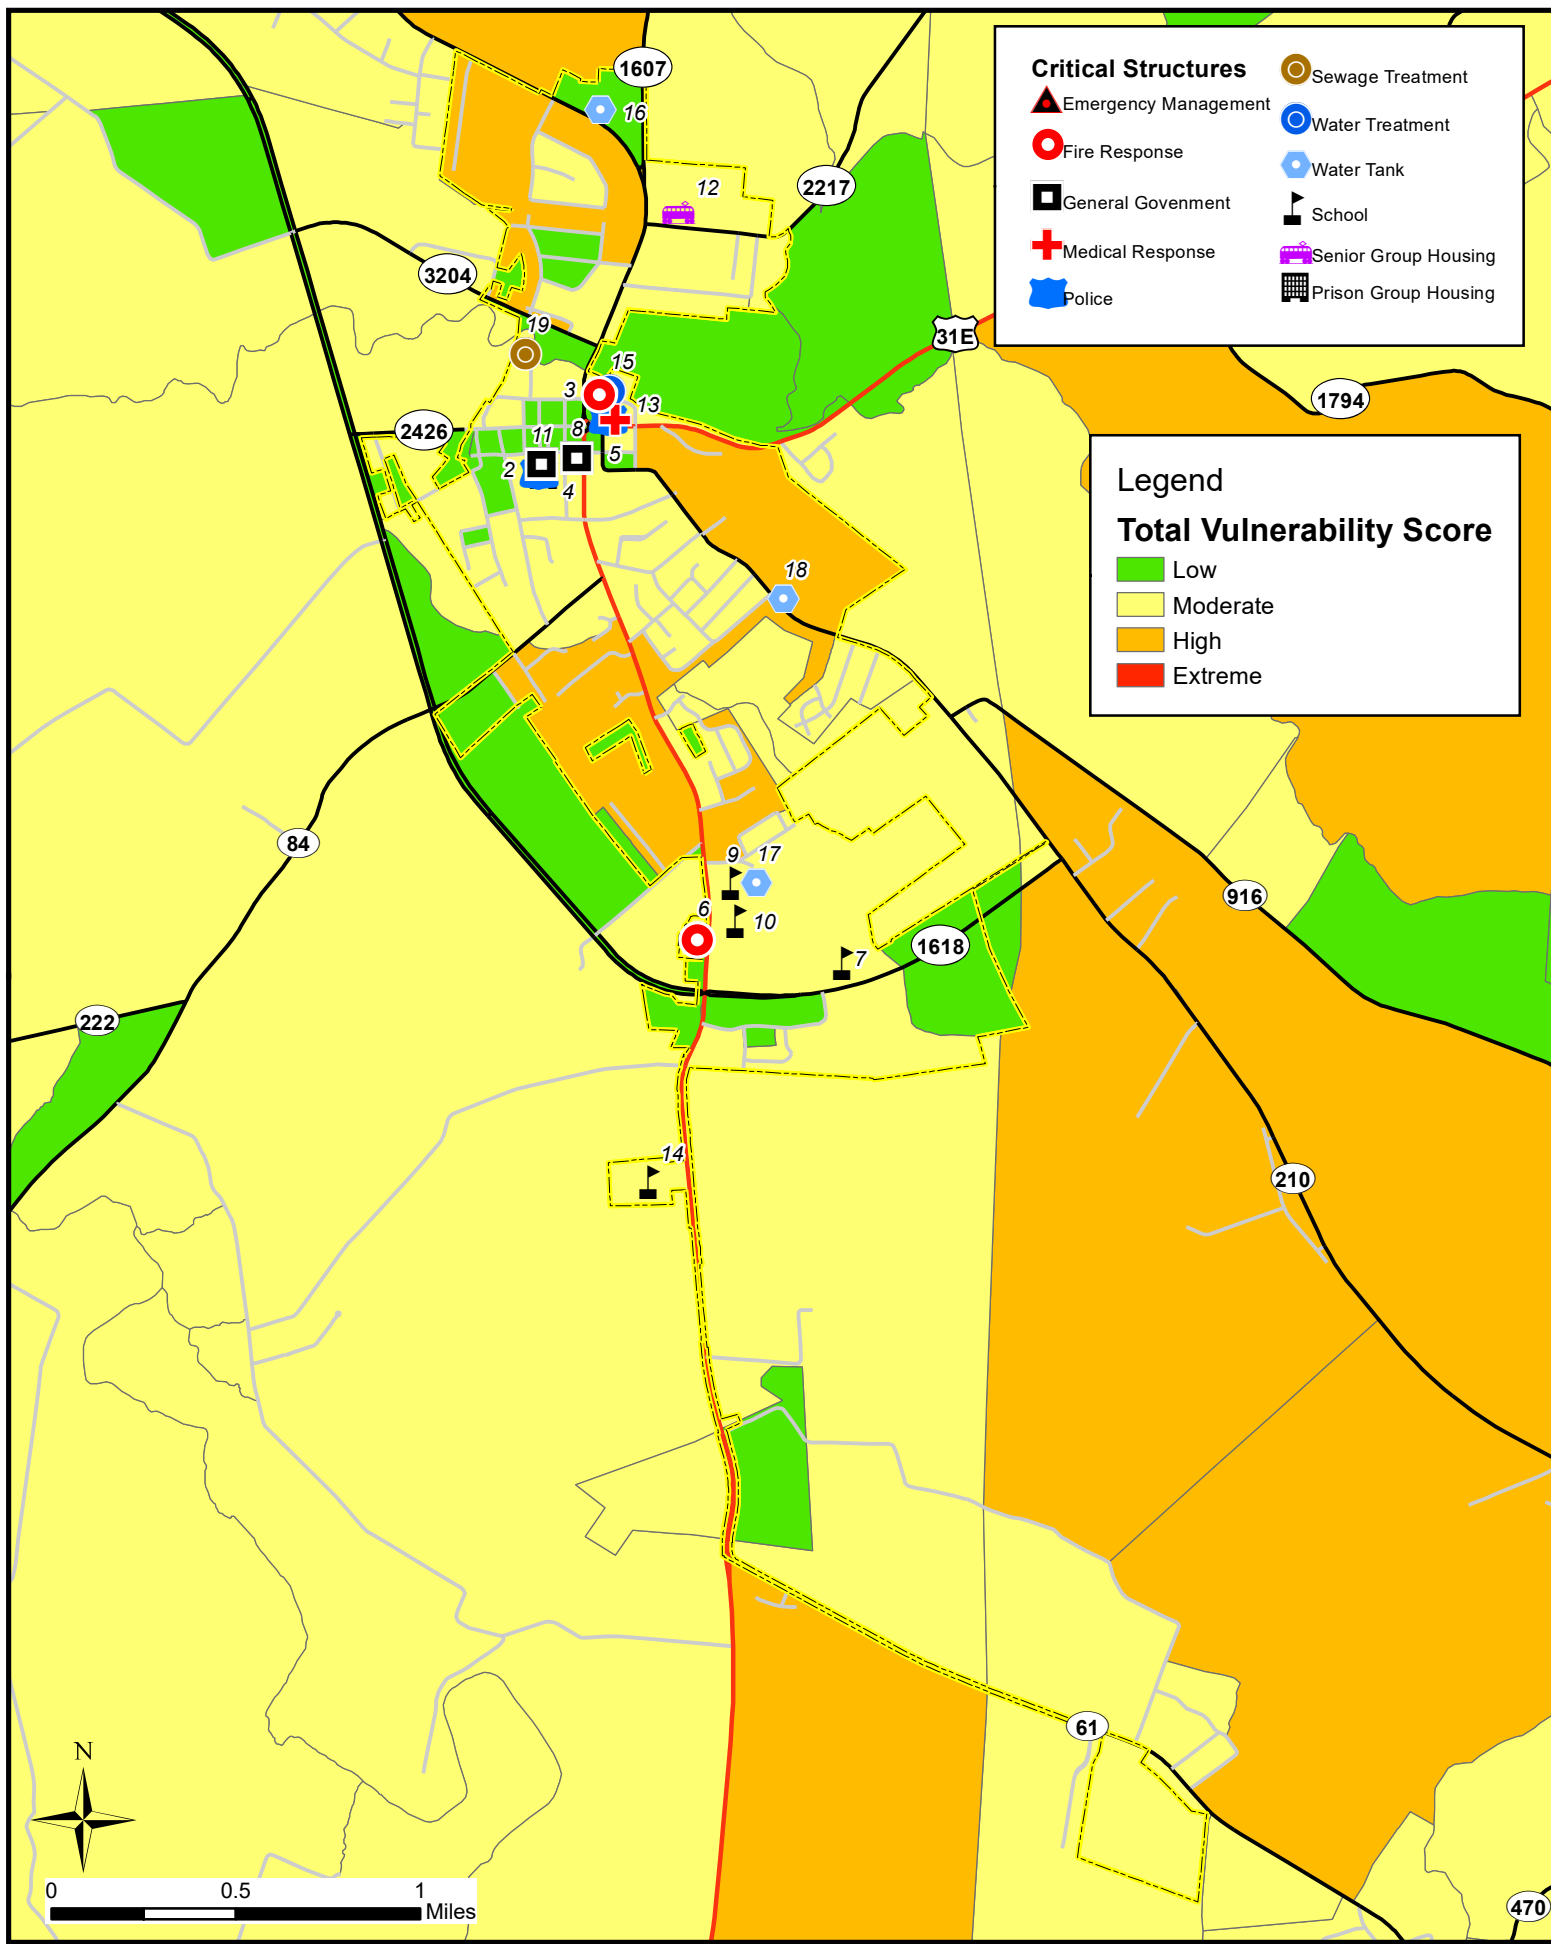 Critical Structures
Emergency Management
Fire Response
General Govenment
Medical Response
Police
Sewage Treatment
Water Treatment
Water Tank
School
Senior Group Housing
Prison Group Housing
Legend
Total Vulnerability Score
Low
Moderate
High
Extreme
1607
16
12
2217
3204
19
31E
15
3
13
1794
2426
11
8
5
2
4
18
84
9
17
916
6
10
1618
7
222
14
210
61
470
N
0
0.5
1
Miles